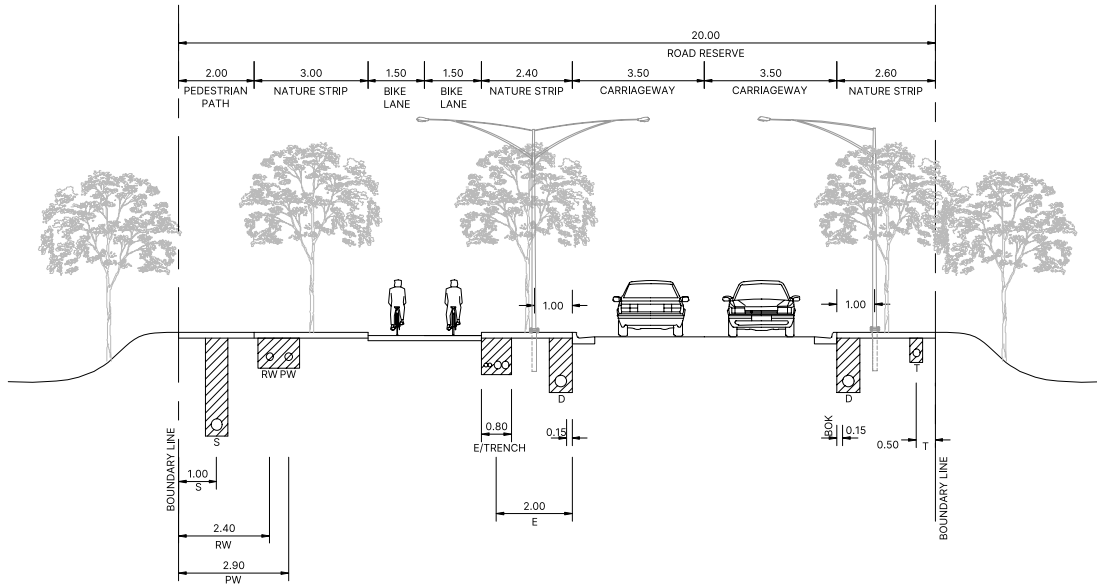 20.00
ROAD RESERVE
2.00
3.00
1.50
1.50
2.40
3.50
3.50
2.60
PEDESTRIAN
PATH
NATURE STRIP
BIKE
LANE
BIKE
LANE
NATURE STRIP
CARRIAGEWAY
CARRIAGEWAY
NATURE STRIP
1.00
1.00
RW PW
T
D
D
S
0.80
E/TRENCH
0.15
BOK
0.15
0.50
T
BOUNDARY LINE
BOUNDARY LINE
1.00
S
2.00
E
2.40
RW
2.90
PW